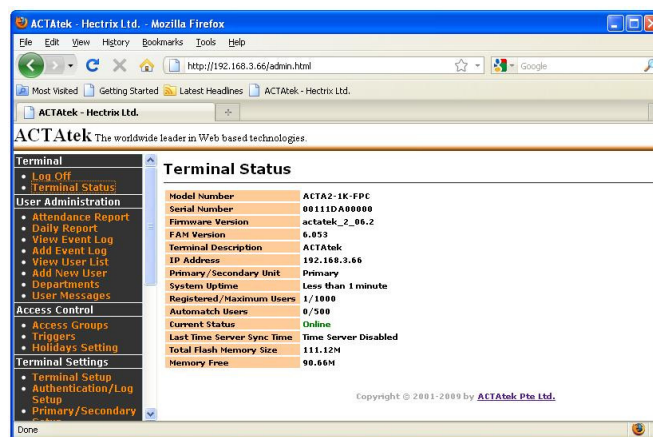 ACTAtek - Hectrix Ltd. - Mozilla Firefox
File Edit View History Bookmarks Tools Help
http://192.168.3.66/admin.html
Google
Most Visited Getting Started Latest Headlines ACTAtek - Hectrix Ltd.
ACTAtek - Hectrix Ltd.
ACTAtek The worldwide leader in Web based technologies.
Terminal
Log Off
Terminal Status
User Administration
Attendance Report
Daily Report
View Event Log
Add Event Log
View User List
Add New User
Departments
User Messages
Access Control
Access Groups
Triggers
Holidays Setting
Terminal Settings
Terminal Setup
Authentication/Log Setup
Primary/Secondary
Terminal Status
Model Number ACTA2-1K-FPC
Serial Number 00111DA00000
Firmware Version actatek_2_06.2
FAM Version 6.053
Terminal Description ACTAtek
IP Address 192.168.3.66
Primary/Secondary Unit Primary
System Uptime Less than 1 minute
Registered/Maximum Users 1/1000
Automatch Users 0/500
Current Status Online
Last Time Server Sync Time Time Server Disabled
Total Flash Memory Size 111.12M
Memory Free 90.66M
Copyright © 2001-2009 by ACTAtek Pte Ltd.
Done